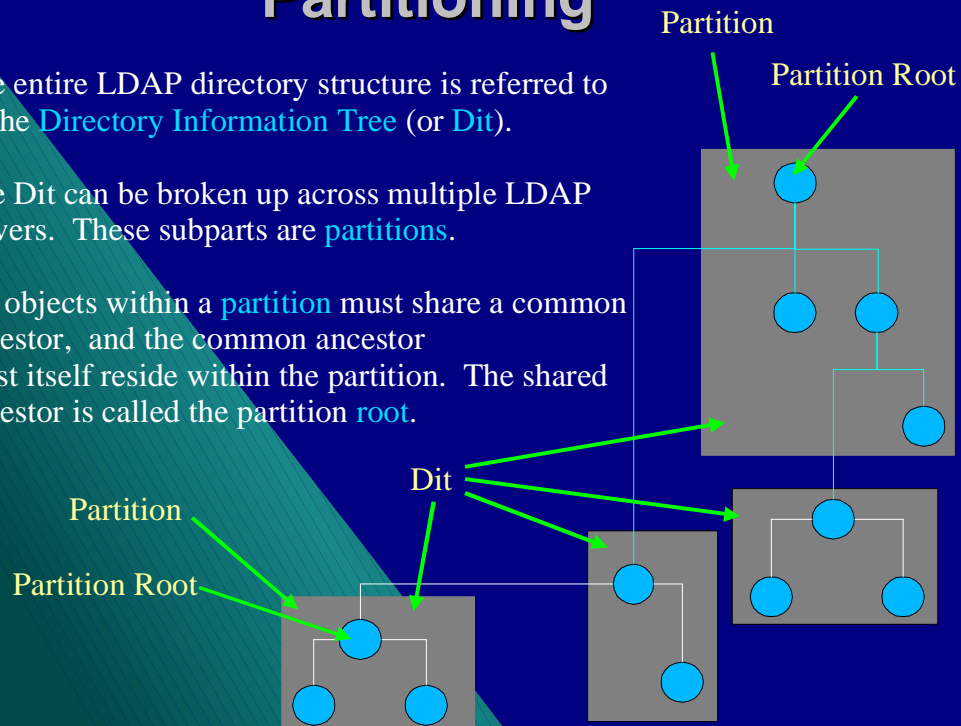 Partitioning
Partition
Partition Root
e entire LDAP directory structure is referred to
the Directory Information Tree (or Dit).
e Dit can be broken up across multiple LDAP
vers. These subparts are partitions.
objects within a partition must share a common
estor, and the common ancestor
st itself reside within the partition. The shared
estor is called the partition root.
Dit
Partition
Partition Root